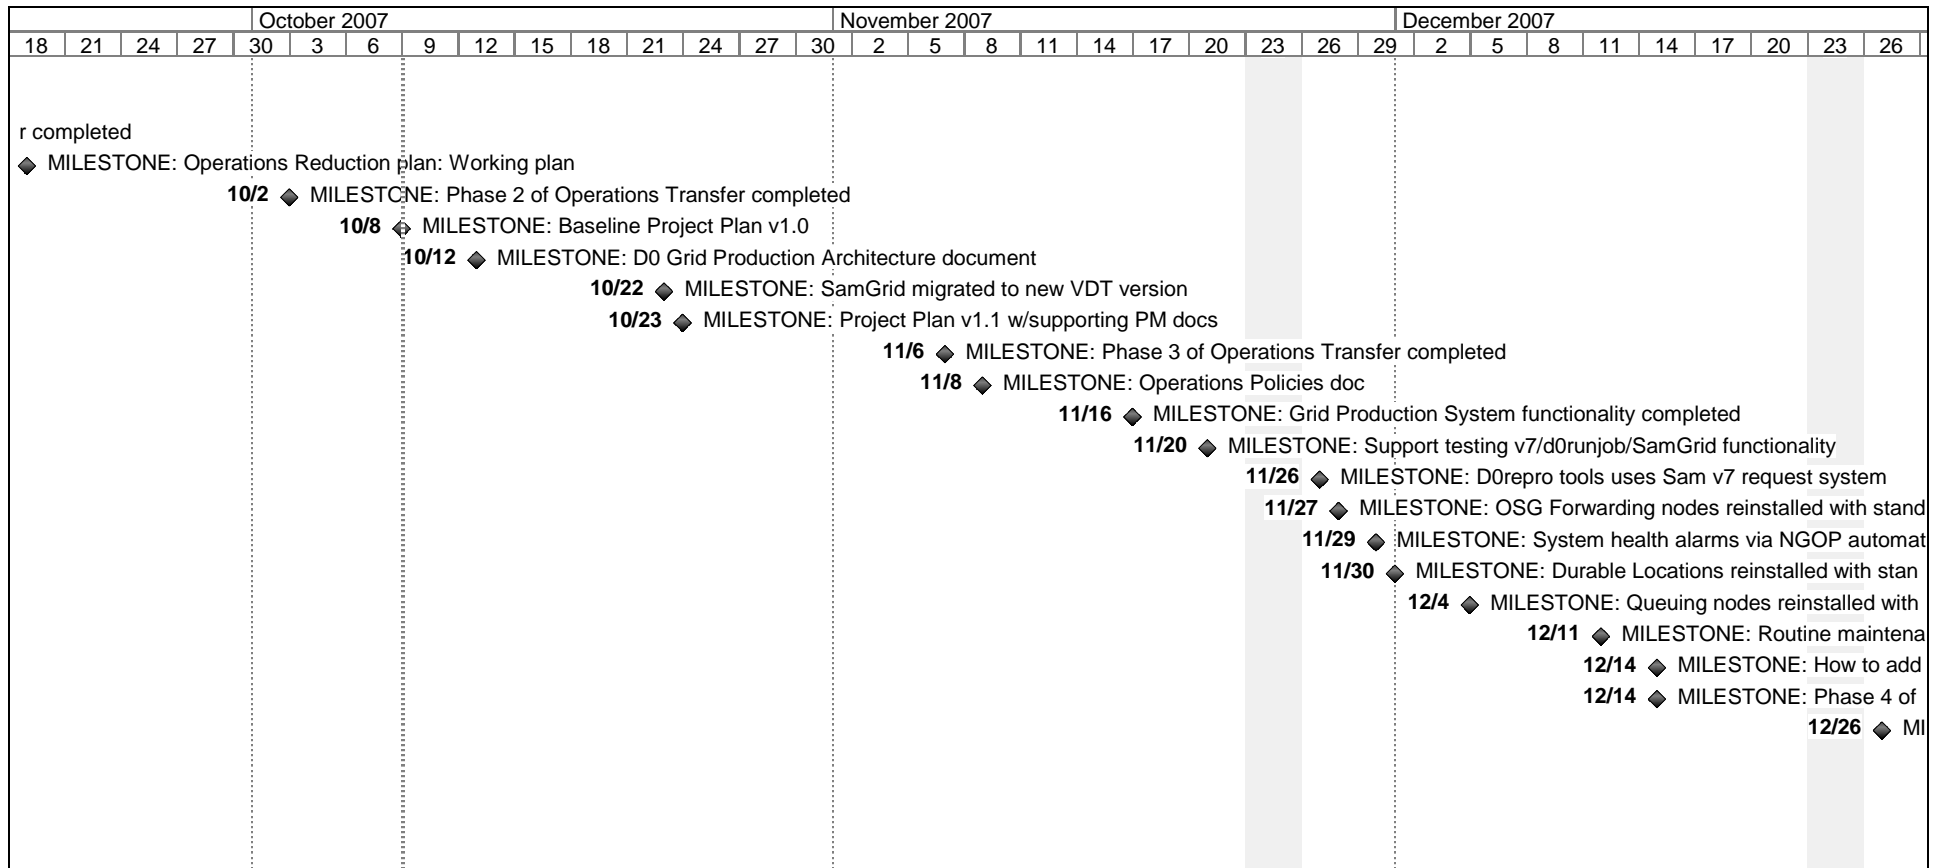 October 2007 November 2007 December 2007
18 21 24 27 30 3 6 9 12 15 18 21 24 27 30 2 5 8 11 14 17 20 23 26 29 2 5 8 11 14 17 20 23 26
r completed
MILESTONE: Operations Reduction plan: Working plan
10/2 MILESTONE: Phase 2 of Operations Transfer completed
10/8 MILESTONE: Baseline Project Plan v1.0
10/12 MILESTONE: D0 Grid Production Architecture document
10/22 MILESTONE: SamGrid migrated to new VDT version
10/23 MILESTONE: Project Plan v1.1 w/supporting PM docs
11/6 MILESTONE: Phase 3 of Operations Transfer completed
11/8 MILESTONE: Operations Policies doc
11/16 MILESTONE: Grid Production System functionality completed
11/20 MILESTONE: Support testing v7/d0runjob/SamGrid functionality
11/26 MILESTONE: D0repro tools uses Sam v7 request system
11/27 MILESTONE: OSG Forwarding nodes reinstalled with stand
11/29 MILESTONE: System health alarms via NGOP automat
11/30 MILESTONE: Durable Locations reinstalled with stan
12/4 MILESTONE: Queuing nodes reinstalled with
12/11 MILESTONE: Routine maintena
12/14 MILESTONE: How to add
12/14 MILESTONE: Phase 4 of
12/26 MI